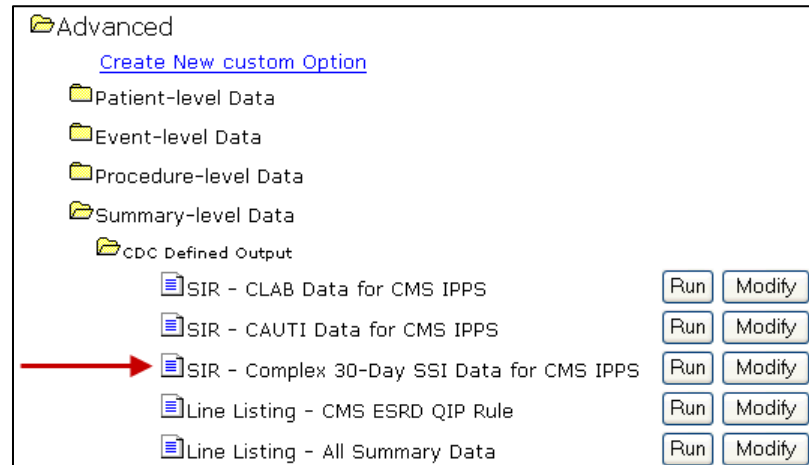 Advanced
Create New custom Option
Patient-level Data
Event-level Data
Procedure-level Data
Summary-level Data
CDC Defined Output
SIR - CLAB Data for CMS IPPS Run Modify
SIR - CAUTI Data for CMS IPPS Run Modify
SIR - Complex 30-Day SSI Data for CMS IPPS Run Modify
Line Listing - CMS ESRD QIP Rule Run Modify
Line Listing - All Summary Data Run Modify